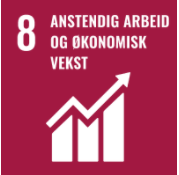 8 ANSTENDIG ARBEID
OG ØKONOMISK
VEKST